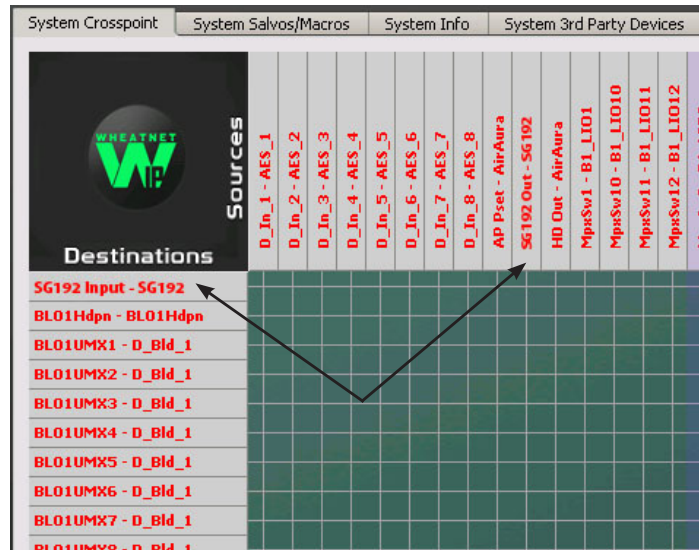 System Crosspoint
System Salvos/Macros
System Info
System 3rd Party Devices
WHEATNET
W IP
Sources
Destinations
D_In_1 - AES_1
D_In_2 - AES_2
D_In_3 - AES_3
D_In_4 - AES_4
D_In_5 - AES_5
D_In_6 - AES_6
D_In_7 - AES_7
D_In_8 - AES_8
AP Pset - AirAura
SG192 Out - SG192
HD Out - AirAura
MpxSw1 - B1_LIO1
MpxSw10 - B1_LIO10
MpxSw11 - B1_LIO11
MpxSw12 - B1_LIO12
SG192 Input - SG192
BL01Hdpn - BL01Hdpn
BL01UMX1 - D_Bld_1
BL01UMX2 - D_Bld_1
BL01UMX3 - D_Bld_1
BL01UMX4 - D_Bld_1
BL01UMX5 - D_Bld_1
BL01UMX6 - D_Bld_1
BL01UMX7 - D_Bld_1
BL01UMX8 - D_Bld_1